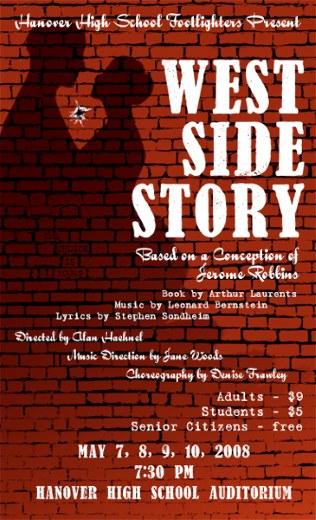 Hanover High School Footlighters Present
WEST
SIDE
STORY
Based on a Conception of
Jerome Robbins
Book by Arthur Laurents
Music by Leonard Bernstein
Lyrics by Stephen Sondheim
Directed by Alan Haehnel
Music Direction by Jane Woods
Choreography by Denise Frawley
Adults - $9
Students - $5
Senior Citizens - free
MAY 7, 8, 9, 10, 2008
7:30 PM
HANOVER HIGH SCHOOL AUDITORIUM